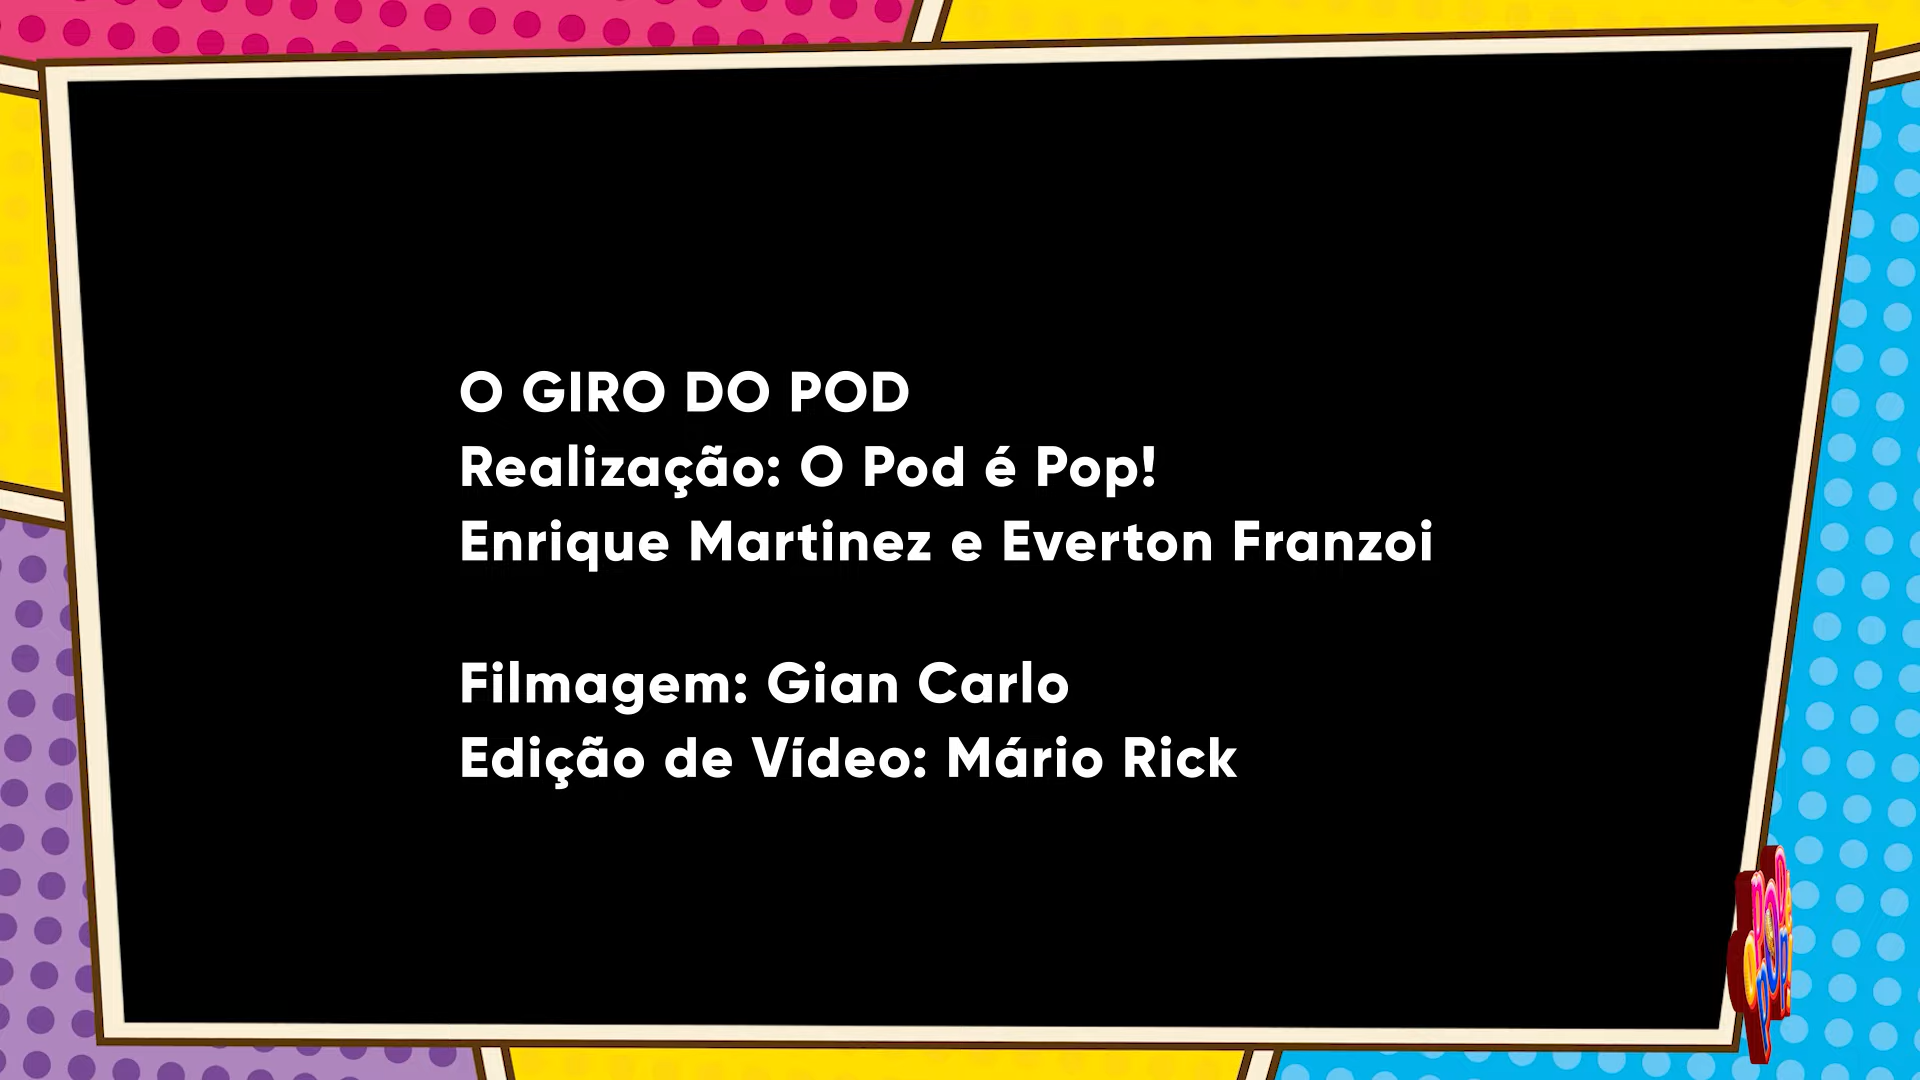 O GIRO DO POD
Realização: O Pod é Pop!
Enrique Martinez e Everton Franzoi
Filmagem: Gian Carlo
Edição de Vídeo: Mário Rick